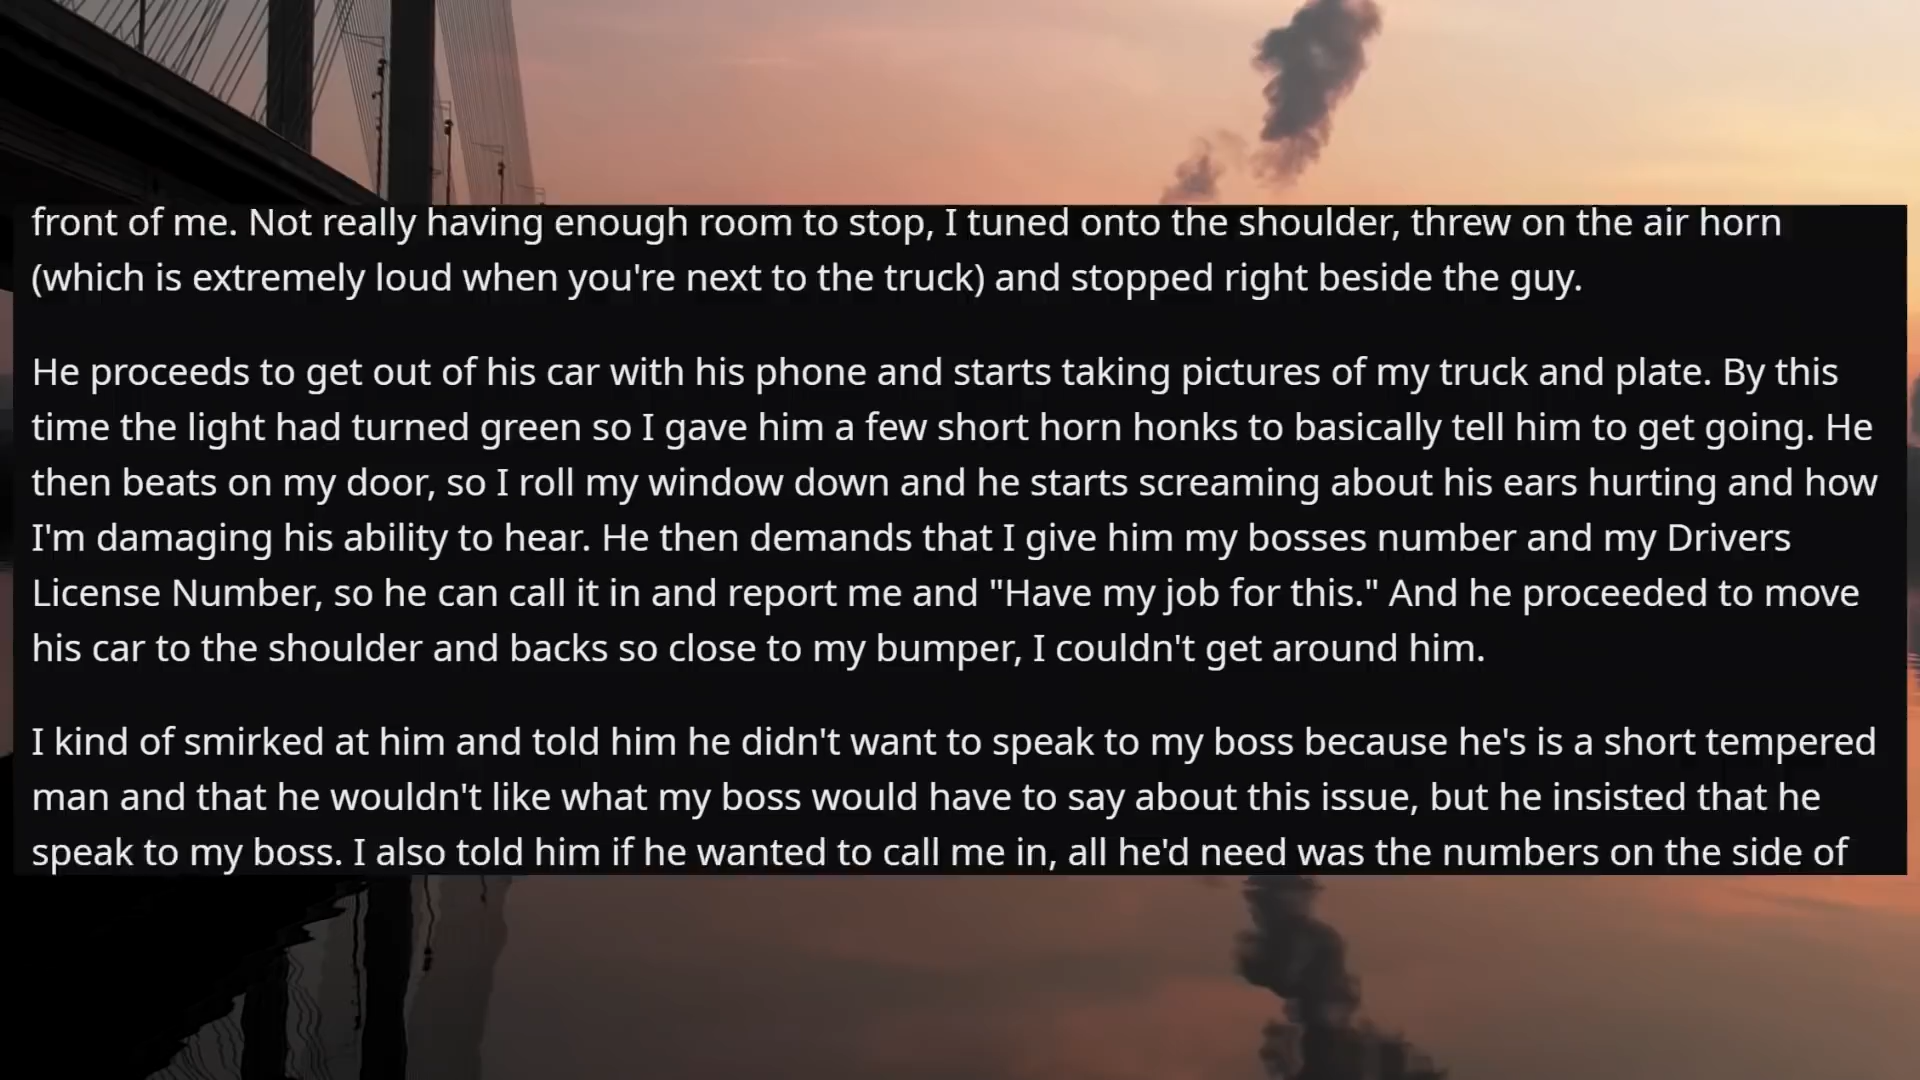 front of me. Not really having enough room to stop, I tuned onto the shoulder, threw on the air horn
(which is extremely loud when you're next to the truck) and stopped right beside the guy.
He proceeds to get out of his car with his phone and starts taking pictures of my truck and plate. By this
time the light had turned green so I gave him a few short horn honks to basically tell him to get going. He
then beats on my door, so I roll my window down and he starts screaming about his ears hurting and how
I'm damaging his ability to hear. He then demands that I give him my bosses number and my Drivers
License Number, so he can call it in and report me and "Have my job for this." And he proceeded to move
his car to the shoulder and backs so close to my bumper, I couldn't get around him.
I kind of smirked at him and told him he didn't want to speak to my boss because he's is a short tempered
man and that he wouldn't like what my boss would have to say about this issue, but he insisted that he
speak to my boss. I also told him if he wanted to call me in, all he'd need was the numbers on the side of